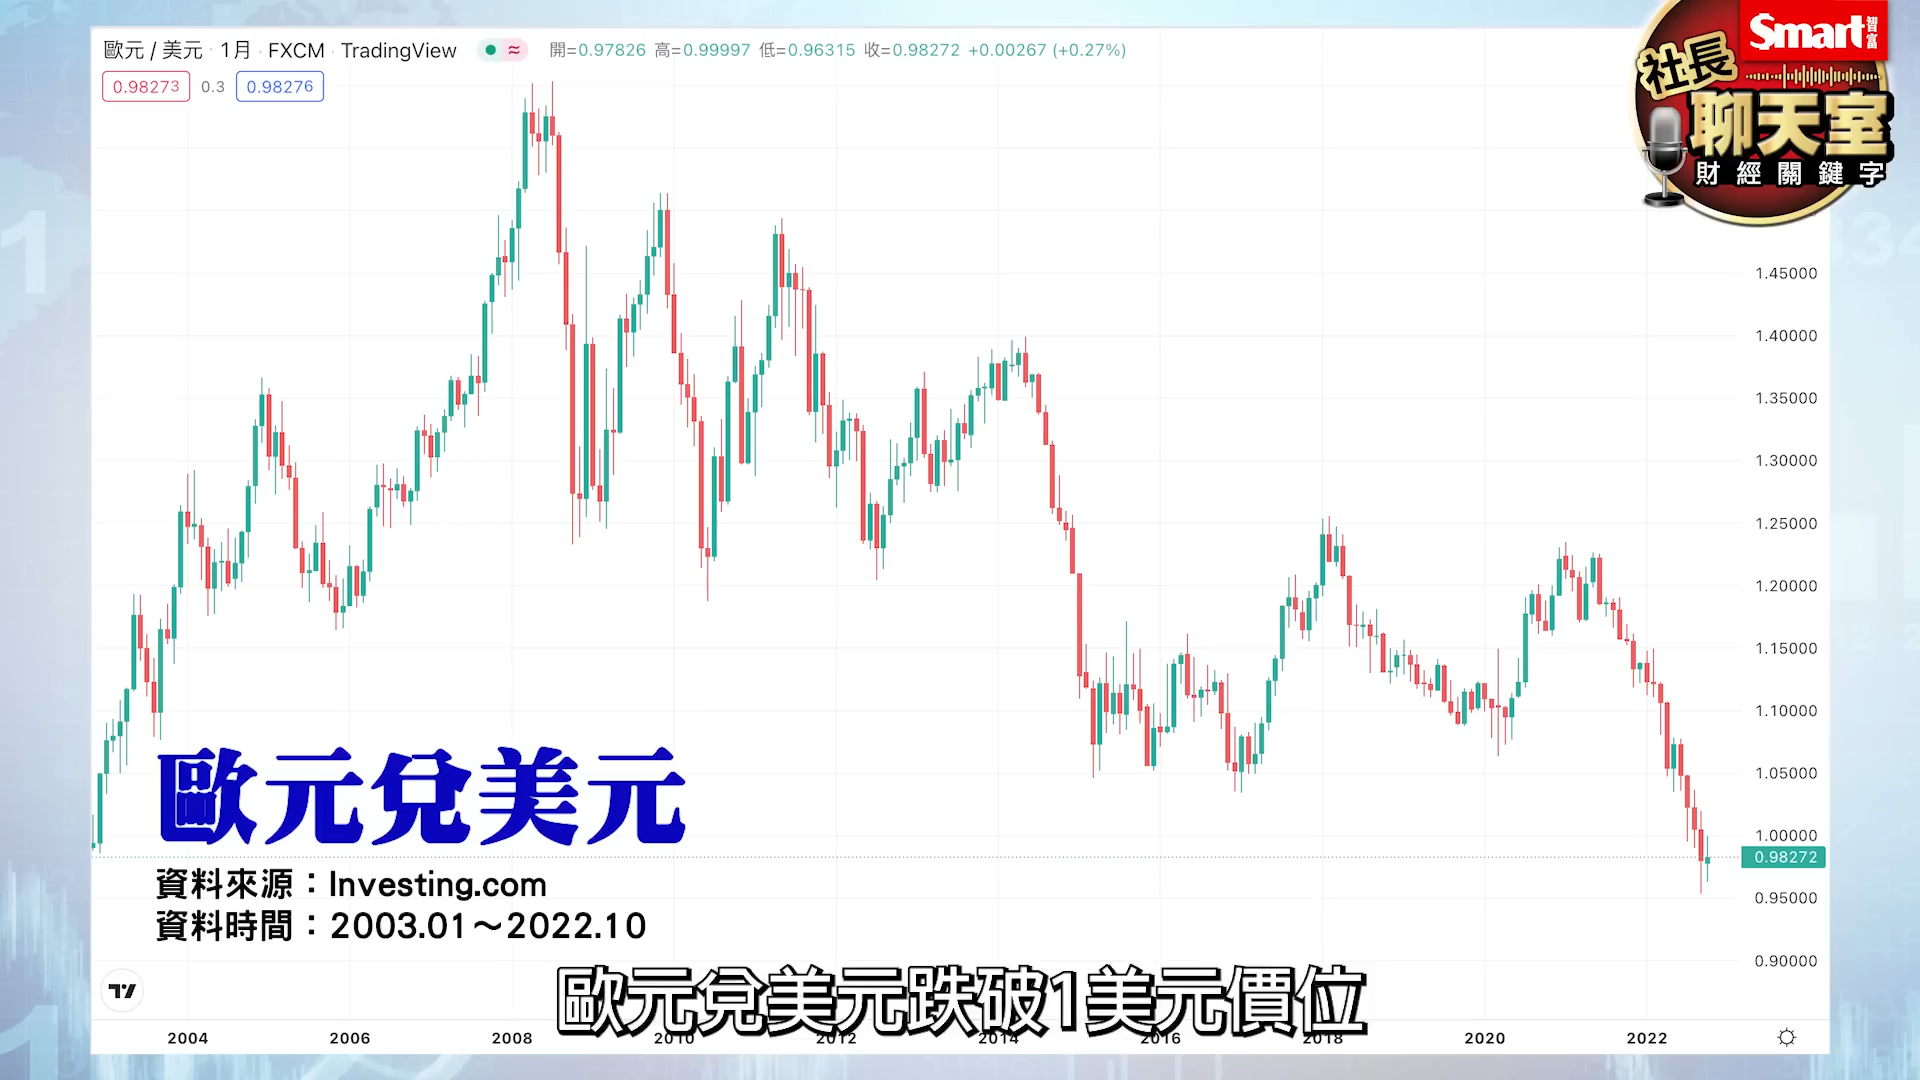 歐元 / 美元 · 1月 · FXCM · TradingView ≈ 開=0.97826 高=0.99997 低=0.96315 收=0.98272 +0.00267 (+0.27%)
0.98273 0.3 0.98276
Smart智富
社長
聊天室
財經關鍵字
1.45000
1.40000
1.35000
1.30000
1.25000
1.20000
1.15000
1.10000
1.05000
1.00000
0.98272
0.95000
0.90000
歐元兌美元
資料來源：Investing.com
資料時間：2003.01～2022.10
歐元兌美元跌破1美元價位
2004 2006 2008 2010 2012 2014 2016 2018 2020 2022